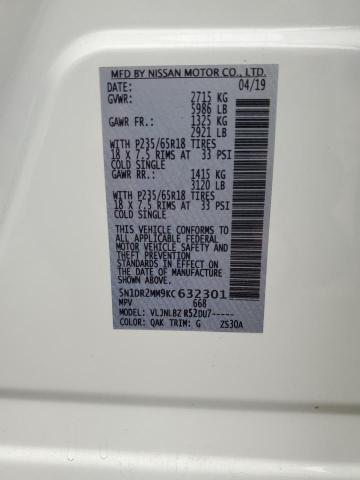 MFD BY NISSAN MOTOR CO., LTD.
DATE: 04/19
GVWR: 2715 KG
5986 LB
GAWR FR.: 1325 KG
2921 LB
WITH P235/65R18 TIRES
18 x 7.5 RIMS AT 33 PSI
COLD SINGLE
GAWR RR.: 1415 KG
3120 LB
WITH P235/65R18 TIRES
18 x 7.5 RIMS AT 33 PSI
COLD SINGLE
THIS VEHICLE CONFORMS TO ALL
APPLICABLE FEDERAL MOTOR
VEHICLE SAFETY AND
THEFT PREVENTION
STANDARDS IN EFFECT ON THE
DATE OF MANUFACTURE
SHOWN ABOVE.
5N1DR2MM9KC632301
MPV 668
MODEL: VLJNLBZ R52DU7-----
COLOR: QAK TRIM: G ZS30A